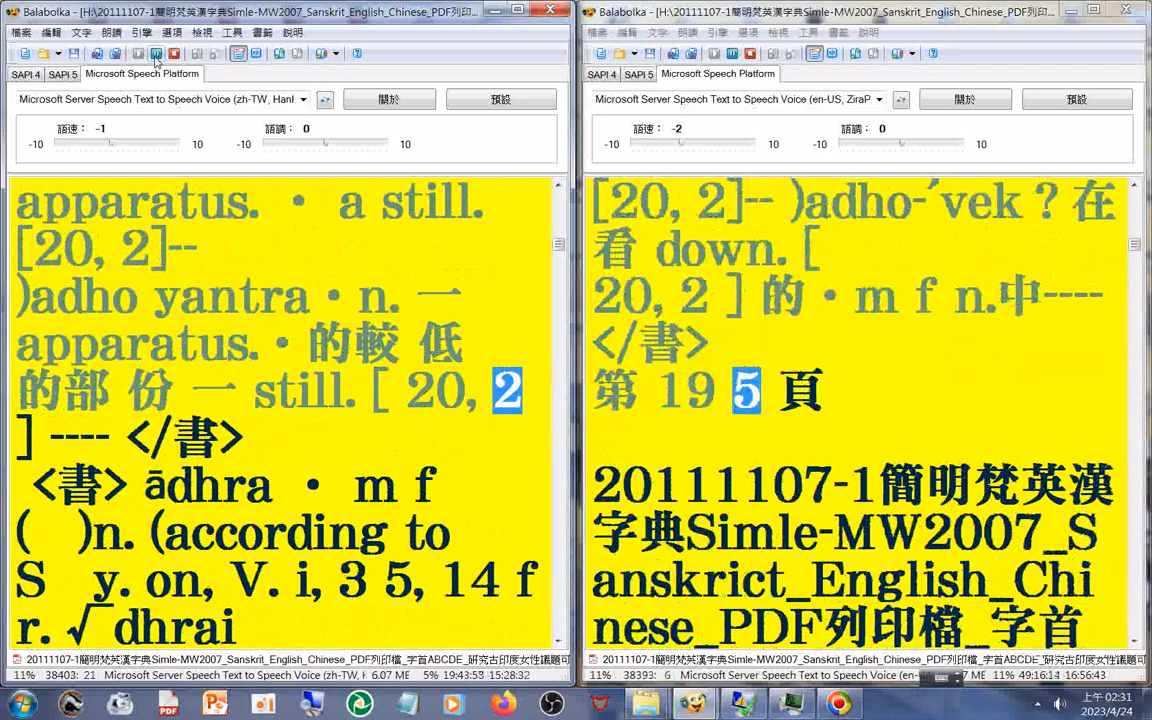 Balabolka - [H:\20111107-1簡明梵英漢字典Simle-MW2007_Sanskrit_English_Chinese_PDF列印...
檔案 編輯 文字 朗讀 引擎 選項 檢視 工具 書籤 說明
SAPI 4 SAPI 5 Microsoft Speech Platform
Microsoft Server Speech Text to Speech Voice (zh-TW, Hanl
關於 預設
語速： -1 語調： 0
-10 10 -10 10
apparatus. • a still.
[20, 2]--
)adho yantra • n. 一
apparatus. • 的較 低
的部 份 一 still. [ 20, 2
] ---- </書>
<書> ādhra • m f
( )n. (according to
S y. on, V. i, 3 5, 14 f
r. √ dhrai
20111107-1簡明梵英漢字典Simle-MW2007_Sanskrit_English_Chinese_PDF列印檔_字首ABCDE_研究古印度女性議題可
11% 38403: 21 Microsoft Server Speech Text to Speech Voice (zh-TW, H 6.07 ME 5% 19:43:53-15:28:32
Balabolka - [H:\20111107-1簡明梵英漢字典Simle-MW2007_Sanskrit_English_Chinese_PDF列印...
檔案 編輯 文字 朗讀 引擎 選項 檢視 工具 書籤 說明
SAPI 4 SAPI 5 Microsoft Speech Platform
Microsoft Server Speech Text to Speech Voice (en-US, ZiraP
關於 預設
語速： -2 語調： 0
-10 10 -10 10
[20, 2]-- )adho-´vek ? 在
看 down. [
20, 2 ] 的 • m f n.中----
</書>
第 19 5 頁
20111107-1簡明梵英漢
字典Simle-MW2007_S
anskrict_English_Chi
nese_PDF列印檔_字首
20111107-1簡明梵英漢字典Simle-MW2007_Sanskrit_English_Chinese_PDF列印檔_字首ABCDE_研究古印度女性議題可
11% 38393: 6 Microsoft Server Speech Text to Speech Voice (en-US, ME 11% 49:16:14-16:56:43
上午 02:31
2023/4/24